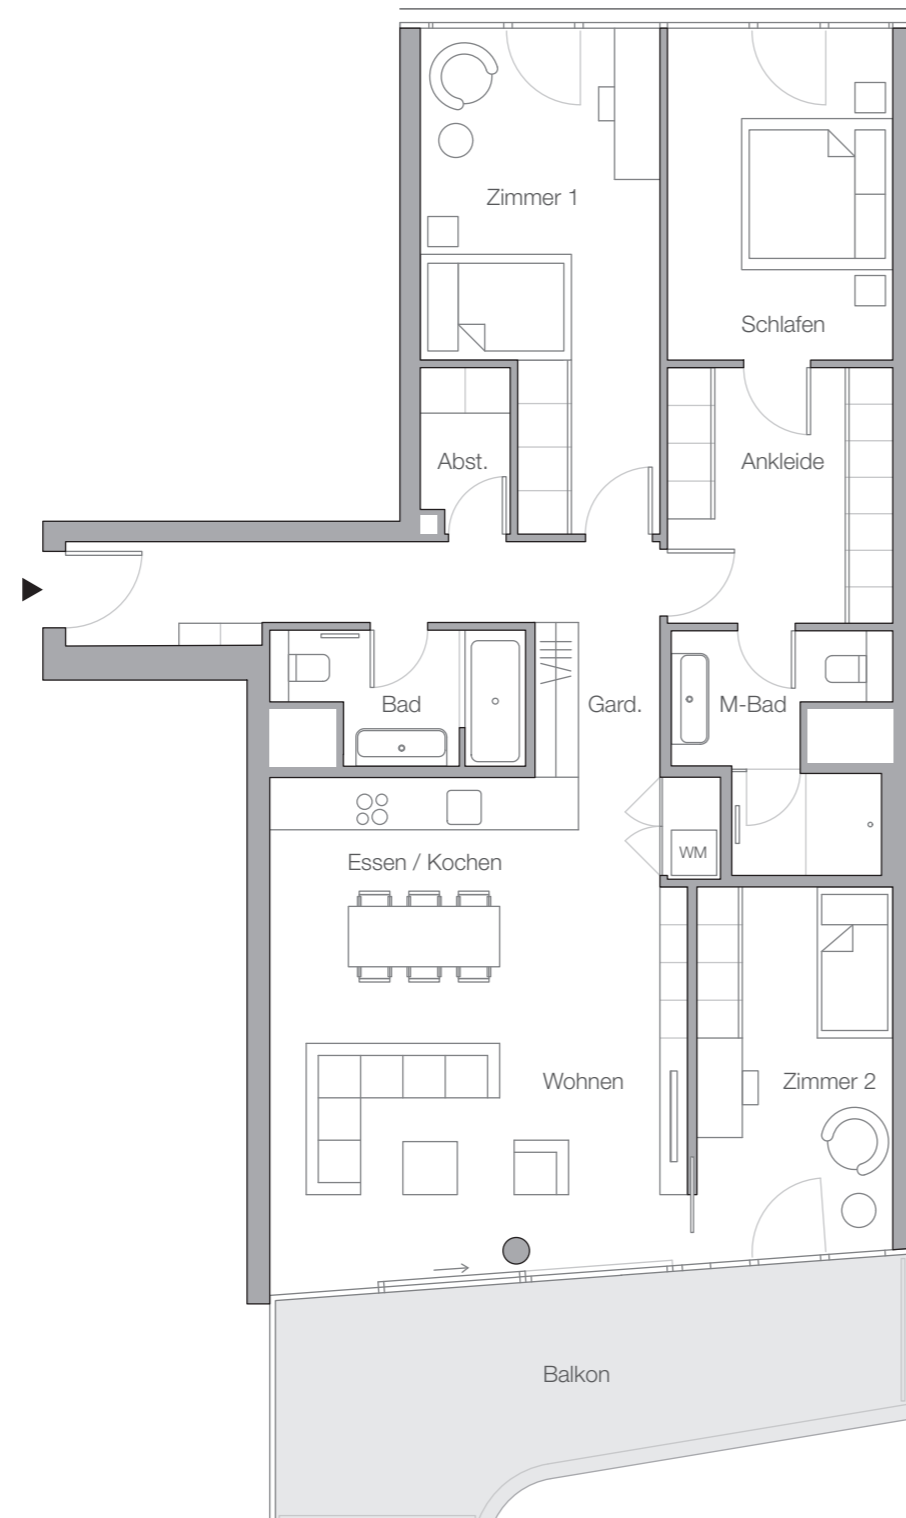 Zimmer 1
Schlafen
Abst.
Ankleide
Bad
Gard.
M-Bad
WM
Essen / Kochen
Wohnen
Zimmer 2
Balkon